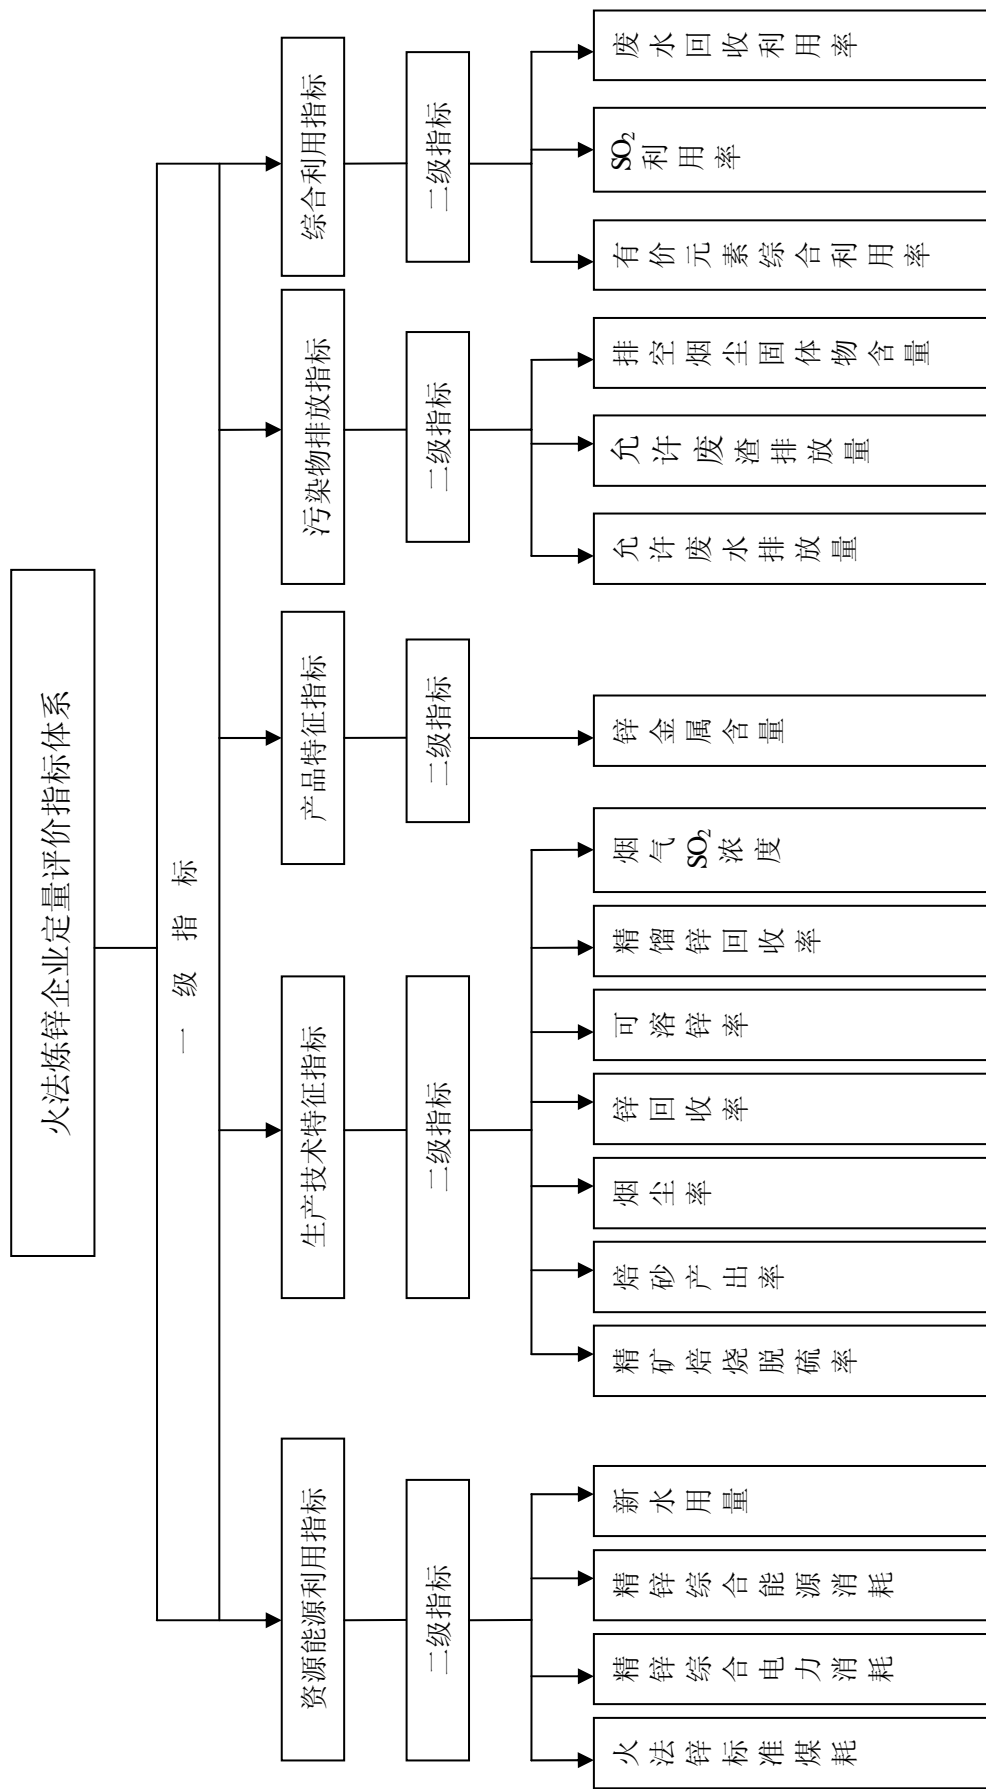 火法炼锌企业定量评价指标体系
一级指标
资源能源利用指标
生产技术特征指标
产品特征指标
污染物排放指标
综合利用指标
二级指标
二级指标
二级指标
二级指标
二级指标
火法锌标准煤耗
精锌综合电力消耗
精锌综合能源消耗
新水用量
精矿焙烧脱硫率
焙砂产出率
烟尘率
锌回收率
可溶锌率
精馏锌回收率
烟气SO₂浓度
锌金属含量
允许废水排放量
允许废渣排放量
排空烟尘固体物含量
有价元素综合利用率
SO₂利用率
废水回收利用率